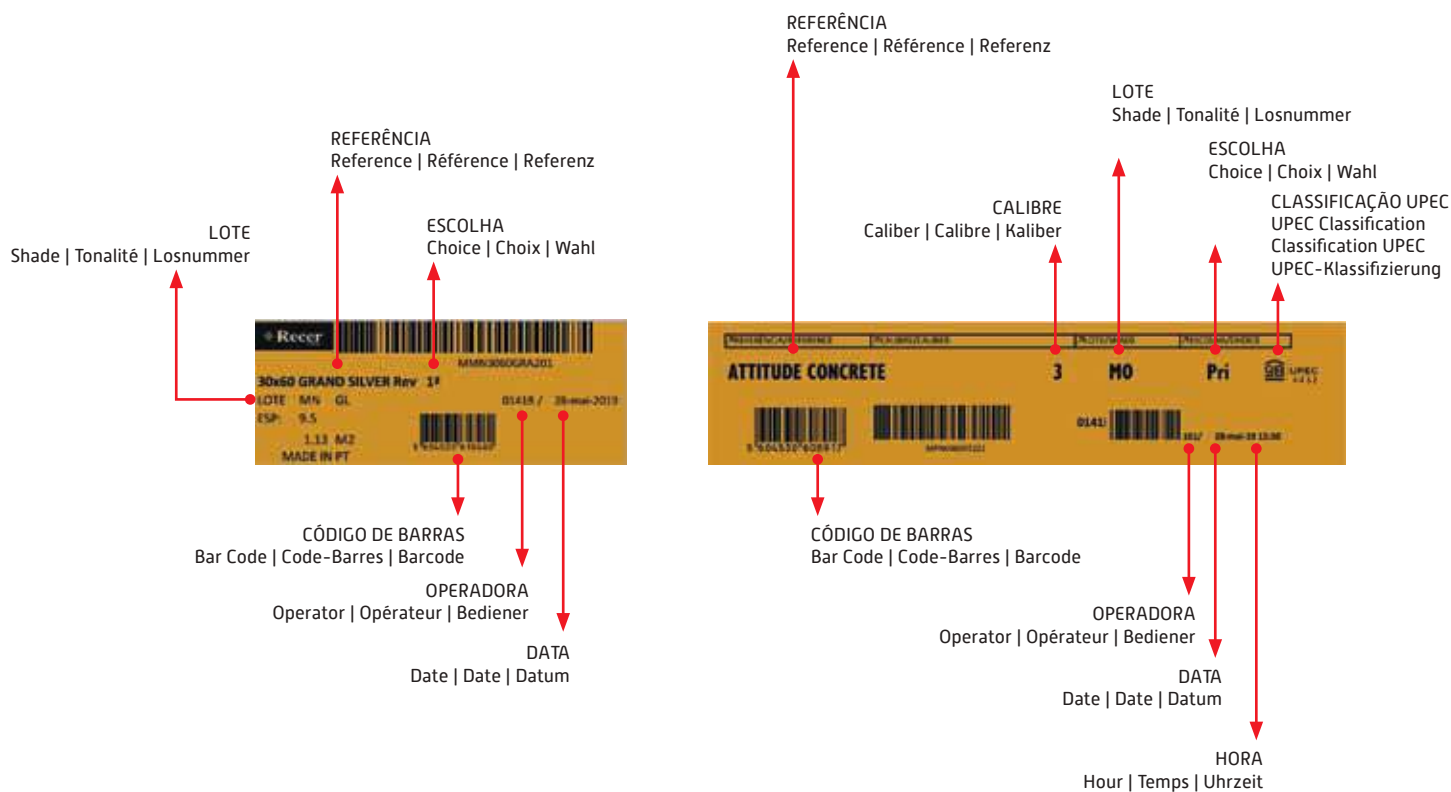 REFERÊNCIA
Reference | Référence | Referenz
LOTE
Shade | Tonalité | Losnummer
ESCOLHA
Choice | Choix | Wahl
Recer
MMN3060GRA201
30x60 GRAND SILVER Rev 1ª
LOTE MN GL
ESP: 9.5
1.13 M2
MADE IN PT
01419 / 28-mai-2019
CÓDIGO DE BARRAS
Bar Code | Code-Barres | Barcode
OPERADORA
Operator | Opérateur | Bediener
DATA
Date | Date | Datum
REFERÊNCIA
Reference | Référence | Referenz
LOTE
Shade | Tonalité | Losnummer
ESCOLHA
Choice | Choix | Wahl
CALIBRE
Caliber | Calibre | Kaliber
CLASSIFICAÇÃO UPEC
UPEC Classification
Classification UPEC
UPEC-Klassifizierung
ATTITUDE CONCRETE 3 M0 Pri UPEC
CÓDIGO DE BARRAS
Bar Code | Code-Barres | Barcode
OPERADORA
Operator | Opérateur | Bediener
DATA
Date | Date | Datum
HORA
Hour | Temps | Uhrzeit